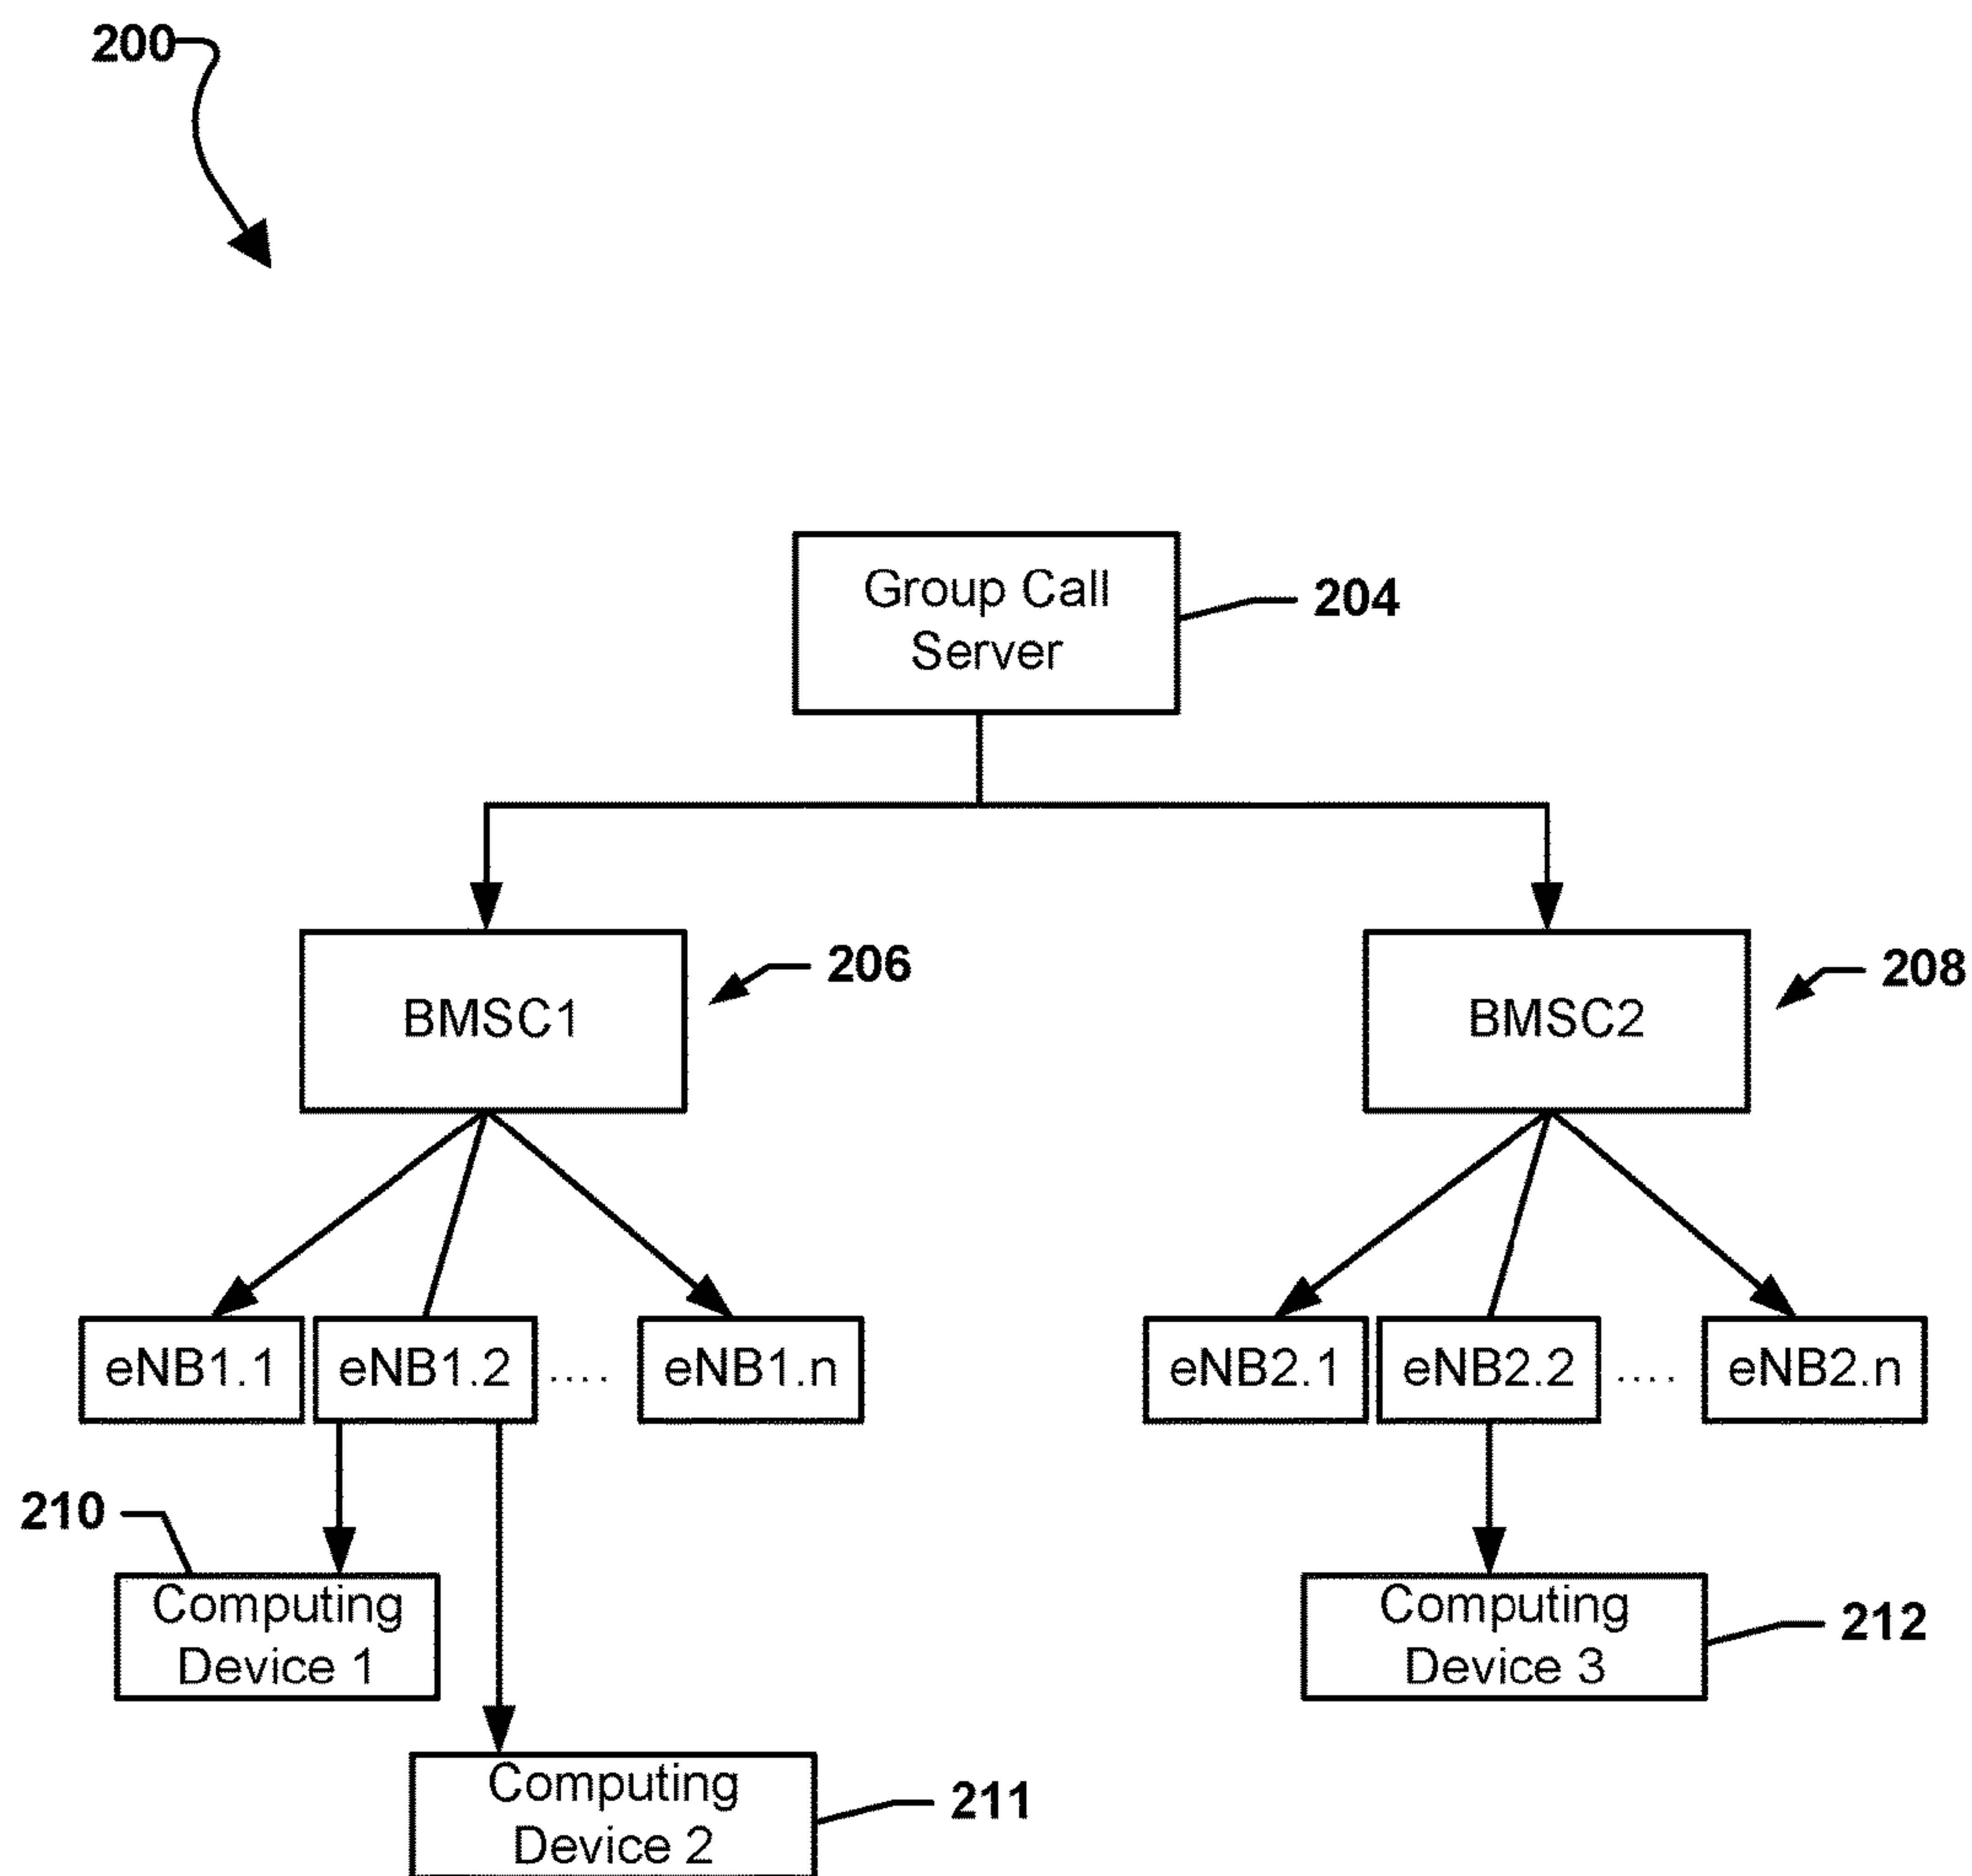 200
Group Call
Server
204
BMSC1
206
BMSC2
208
eNB1.1
eNB1.2
....
eNB1.n
eNB2.1
eNB2.2
....
eNB2.n
210
Computing
Device 1
Computing
Device 3
212
Computing
Device 2
211